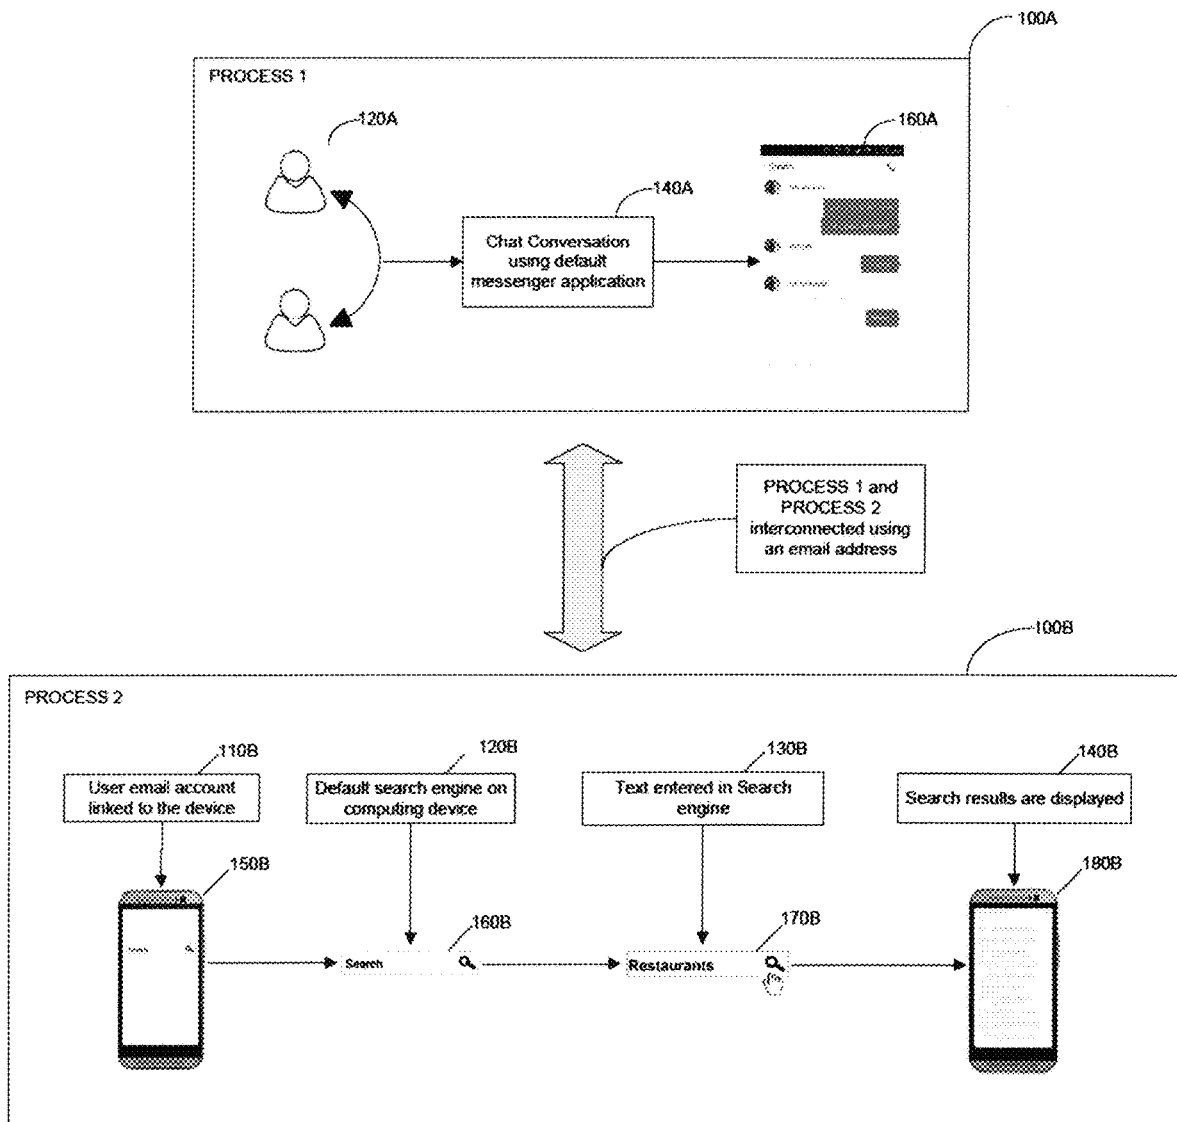 100A
PROCESS 1
120A
160A
140A
Chat Conversation
using default
messenger application
PROCESS 1 and
PROCESS 2
interconnected using
an email address
100B
PROCESS 2
110B
120B
130B
140B
User email account
linked to the device
Default search engine on
computing device
Text entered in Search
engine
Search results are displayed
150B
160B
170B
180B
Search
Restaurants